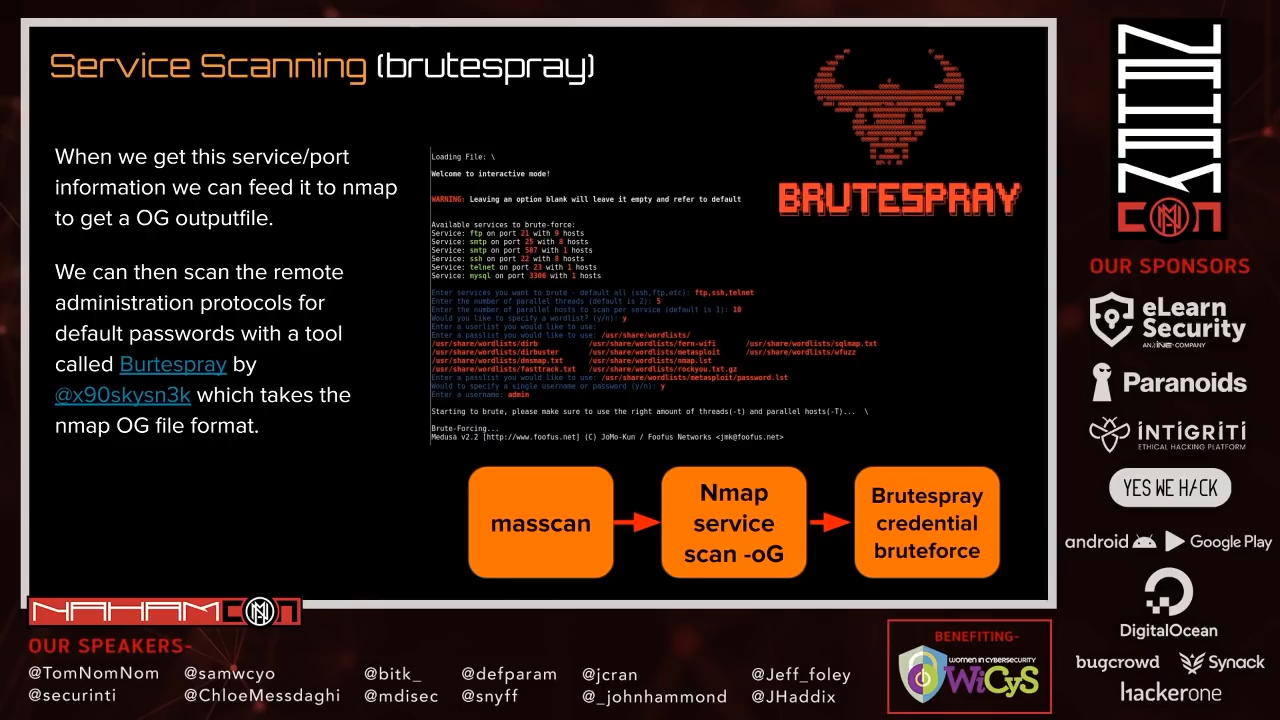 Service Scanning (brutespray)
When we get this service/port
information we can feed it to nmap
to get a OG outputfile.
We can then scan the remote
administration protocols for
default passwords with a tool
called Burtespray by
@x90skysn3k which takes the
nmap OG file format.
BRUTESPRAY
Loading File: \
Welcome to interactive mode!
WARNING: Leaving an option blank will leave it empty and refer to default
Available services to brute-force:
Service: ftp on port 21 with 9 hosts
Service: smtp on port 25 with 8 hosts
Service: smtp on port 587 with 1 hosts
Service: ssh on port 22 with 8 hosts
Service: telnet on port 23 with 1 hosts
Service: mysql on port 3306 with 1 hosts
Enter services you want to brute - default all (ssh,ftp,etc): ftp,ssh,telnet
Enter the number of parallel threads (default is 2): 5
Enter the number of parallel hosts to scan per service (default is 1): 10
Would you like to specify a wordlist? (y/n): y
Enter a userlist you would like to use:
Enter a passlist you would like to use: /usr/share/wordlists/
/usr/share/wordlists/dirb /usr/share/wordlists/fern-wifi /usr/share/wordlists/sqlmap.txt
/usr/share/wordlists/dirbuster /usr/share/wordlists/metasploit /usr/share/wordlists/wfuzz
/usr/share/wordlists/dnsmap.txt /usr/share/wordlists/nmap.lst
/usr/share/wordlists/fasttrack.txt /usr/share/wordlists/rockyou.txt.gz
Enter a passlist you would like to use: /usr/share/wordlists/metasploit/password.lst
Would to specify a single username or password (y/n): y
Enter a username: admin
Starting to brute, please make sure to use the right amount of threads(-t) and parallel hosts(-T)... \
Brute-Forcing...
Medusa v2.2 [http://www.foofus.net] (C) JoMo-Kun / Foofus Networks <jmk@foofus.net>
masscan
Nmap
service
scan -oG
Brutespray
credential
bruteforce
NAHAMCON
OUR SPEAKERS-
@TomNomNom @samwcyo @bitk_ @defparam @jcran @Jeff_foley
@securinti @ChloeMessdaghi @mdisec @snyff @_johnhammond @JHaddix
BENEFITING-
WOMEN IN CYBERSECURITY
WiCyS
NAHAM
CON
OUR SPONSORS
eLearn
Security
AN INE COMPANY
Paranoids
INTIGRITI
ETHICAL HACKING PLATFORM
YES WE H/CK
android Google Play
DigitalOcean
bugcrowd Synack
hackerone